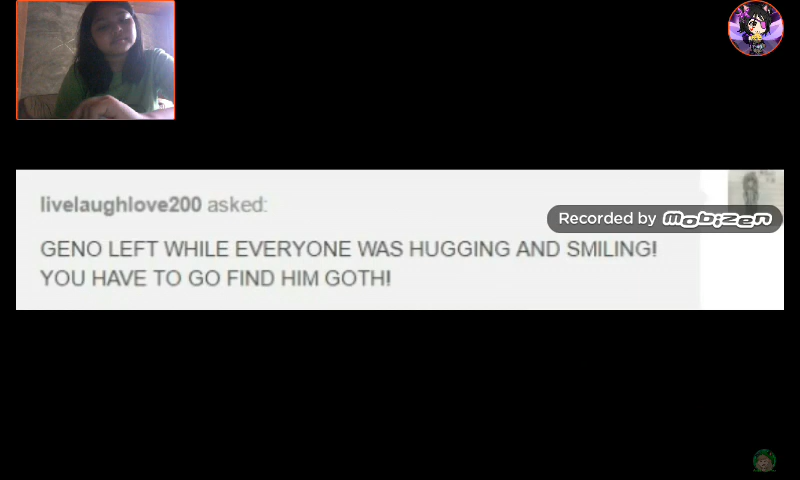 livelaughlove200 asked:
Recorded by mobizen
GENO LEFT WHILE EVERYONE WAS HUGGING AND SMILING!
YOU HAVE TO GO FIND HIM GOTH!